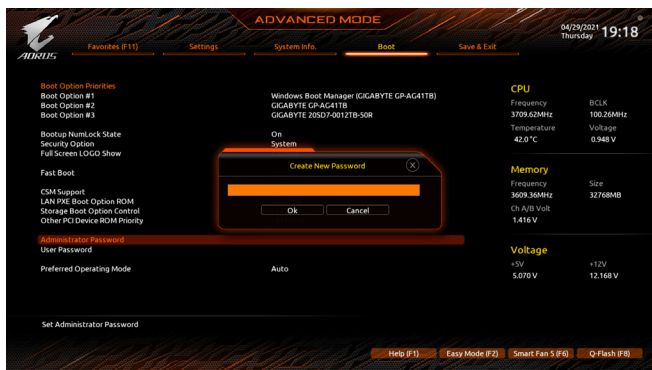 ADVANCED MODE
04/29/2021 Thursday 19:18
AORUS
Favorites (F11) Settings System Info. Boot Save & Exit
Boot Option Priorities
Boot Option #1 Windows Boot Manager (GIGABYTE GP-AG41TB)
Boot Option #2 GIGABYTE GP-AG41TB
Boot Option #3 GIGABYTE 20SD7-0012TB-50R
Bootup NumLock State On
Security Option System
Full Screen LOGO Show
Fast Boot
CSM Support
LAN PXE Boot Option ROM
Storage Boot Option Control
Other PCI Device ROM Priority
Administrator Password
User Password
Preferred Operating Mode Auto
Create New Password X
Ok Cancel
CPU
Frequency BCLK
3709.62MHz 100.26MHz
Temperature Voltage
42.0 °C 0.948 V
Memory
Frequency Size
3609.36MHz 32768MB
Ch A/B Volt
1.416 V
Voltage
+5V +12V
5.070 V 12.168 V
Set Administrator Password
Help (F1) Easy Mode (F2) Smart Fan 5 (F6) Q-Flash (F8)